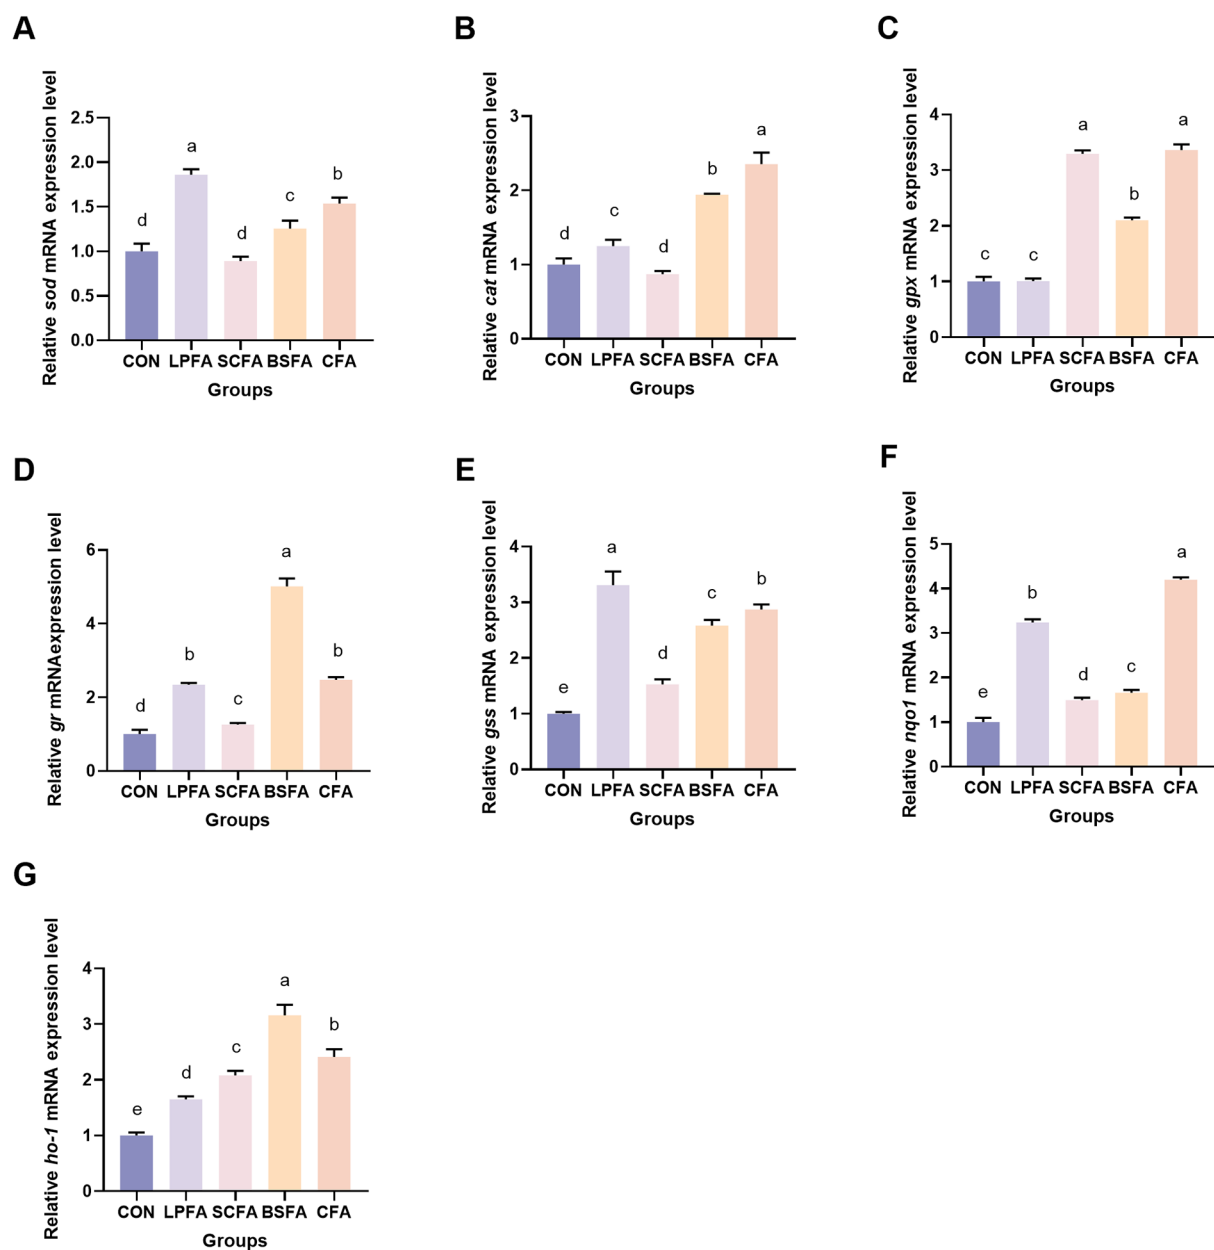 A
Relative sod mRNA expression level
2.5
2.0
1.5
1.0
0.5
0.0
d
a
d
c
b
CON LPFA SCFA BSFA CFA
Groups
B
Relative cat mRNA expression level
3
2
1
0
d
c
d
b
a
CON LPFA SCFA BSFA CFA
Groups
C
Relative gpx mRNA expression level
4
3
2
1
0
c
c
a
b
a
CON LPFA SCFA BSFA CFA
Groups
D
Relative gr mRNAexpression level
6
4
2
0
d
b
c
a
b
CON LPFA SCFA BSFA CFA
Groups
E
Relative gss mRNA expression level
4
3
2
1
0
e
a
d
c
b
CON LPFA SCFA BSFA CFA
Groups
F
Relative nqo1 mRNA expression level
5
4
3
2
1
0
e
b
d
c
a
CON LPFA SCFA BSFA CFA
Groups
G
Relative ho-1 mRNA expression level
4
3
2
1
0
e
d
c
a
b
CON LPFA SCFA BSFA CFA
Groups